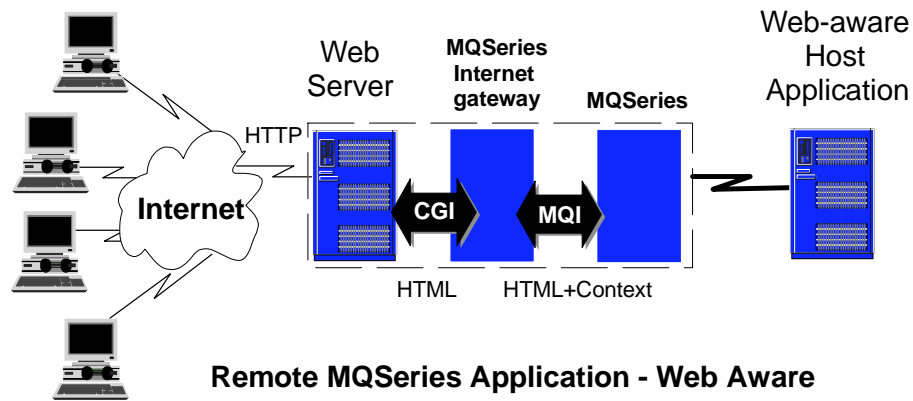 Web
Server
MQSeries
Internet
gateway
MQSeries
Web-aware
Host
Application
HTTP
Internet
CGI
MQI
HTML
HTML+Context
Remote MQSeries Application - Web Aware